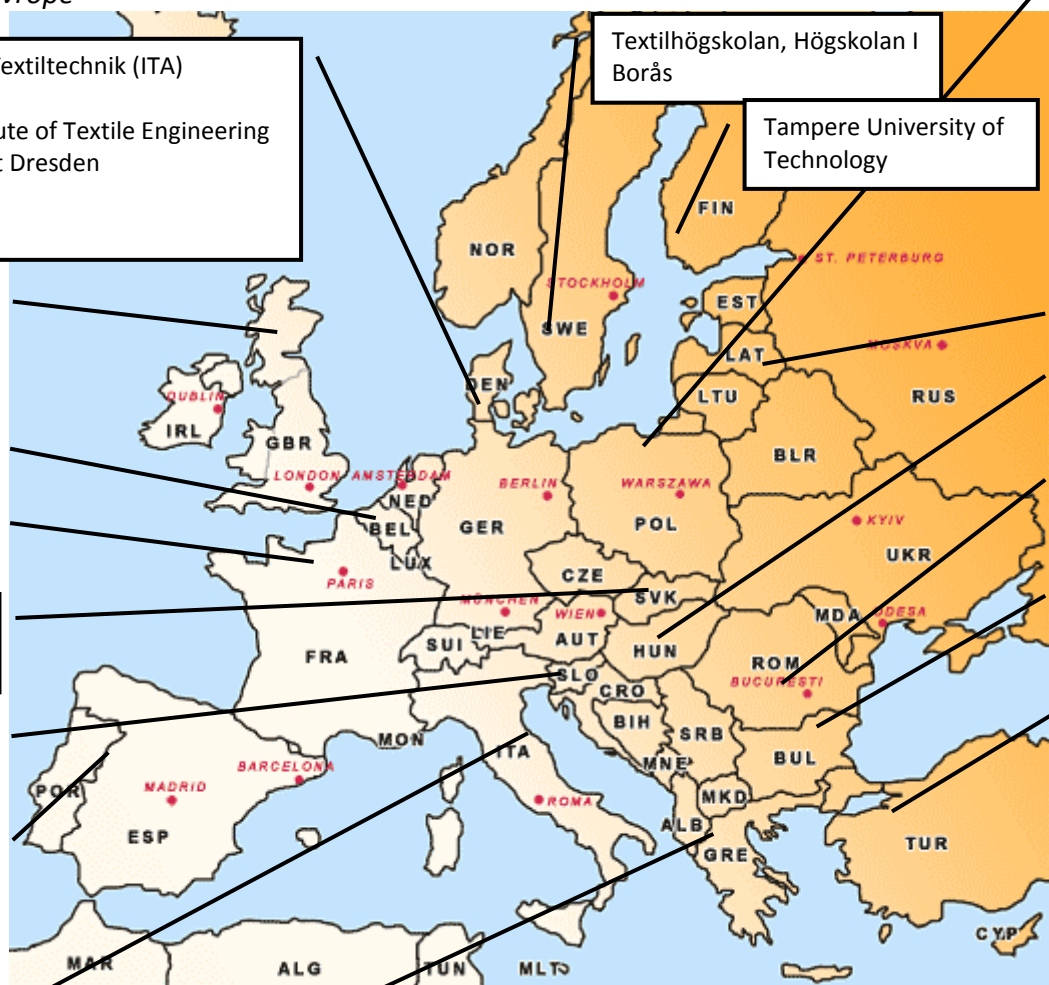 Textilhögskolan, Högskolan I
Borås
extiltechnik (ITA)
ute of Textile Engineering
Dresden
Tampere University of
Technology
FIN
NOR
ST. PETERBURG
STOCKHOLM
EST
SWE
LAT
MOSKVA
DEN
LTU
RUS
DUBLIN
IRL
GBR
BLR
LONDON
AMSTERDAM
BERLIN
WARSZAWA
NED
BEL
GER
POL
KYIV
UKR
LUX
CZE
PARIS
SVK
MÜNCHEN
WIEN
MDA
ODESA
LIE
SUI
AUT
HUN
FRA
ROM
SLO
BUCURESTI
CRO
BIH
SRB
MON
ITA
BUL
MNE
BARCELONA
POR
MADRID
MKD
ROMA
ALB
ESP
GRE
TUR
CYP
MAR
ALG
TUN
MLT